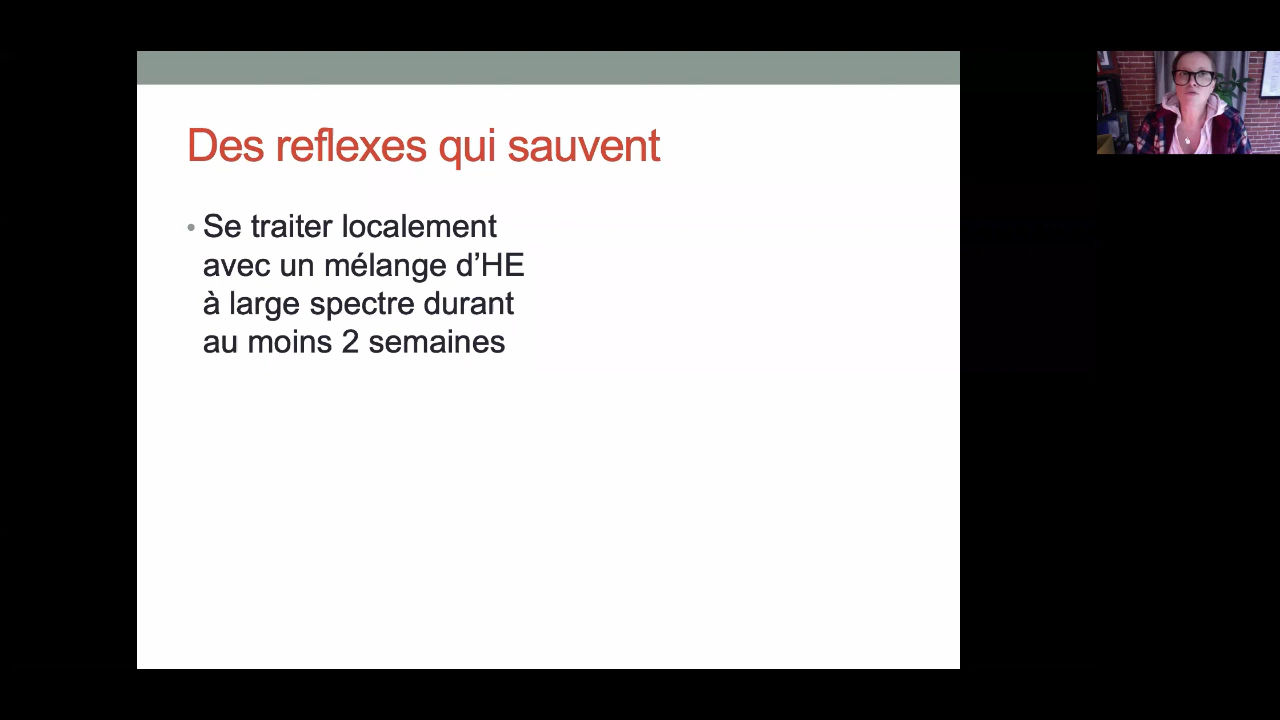 Des reflexes qui sauvent
• Se traiter localement
avec un mélange d’HE
à large spectre durant
au moins 2 semaines